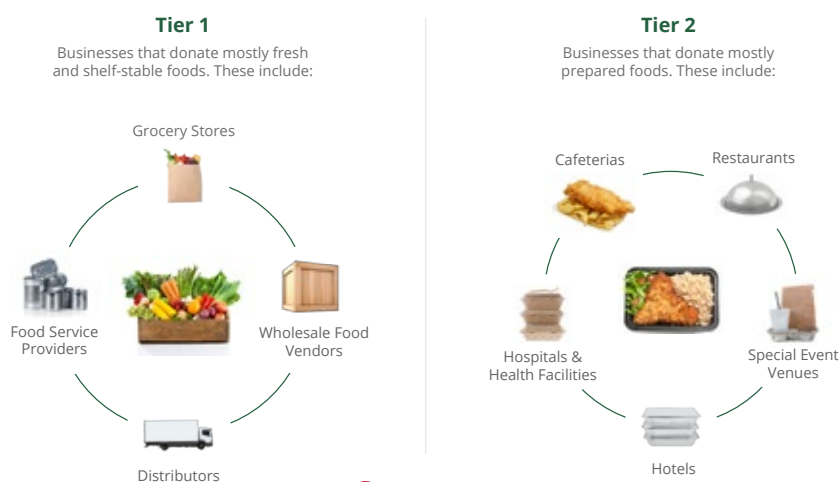 Tier 1
Businesses that donate mostly fresh
and shelf-stable foods. These include:
Grocery Stores
Food Service
Providers
Wholesale Food
Vendors
Distributors
Tier 2
Businesses that donate mostly
prepared foods. These include:
Cafeterias
Restaurants
Hospitals &
Health Facilities
Special Event
Venues
Hotels